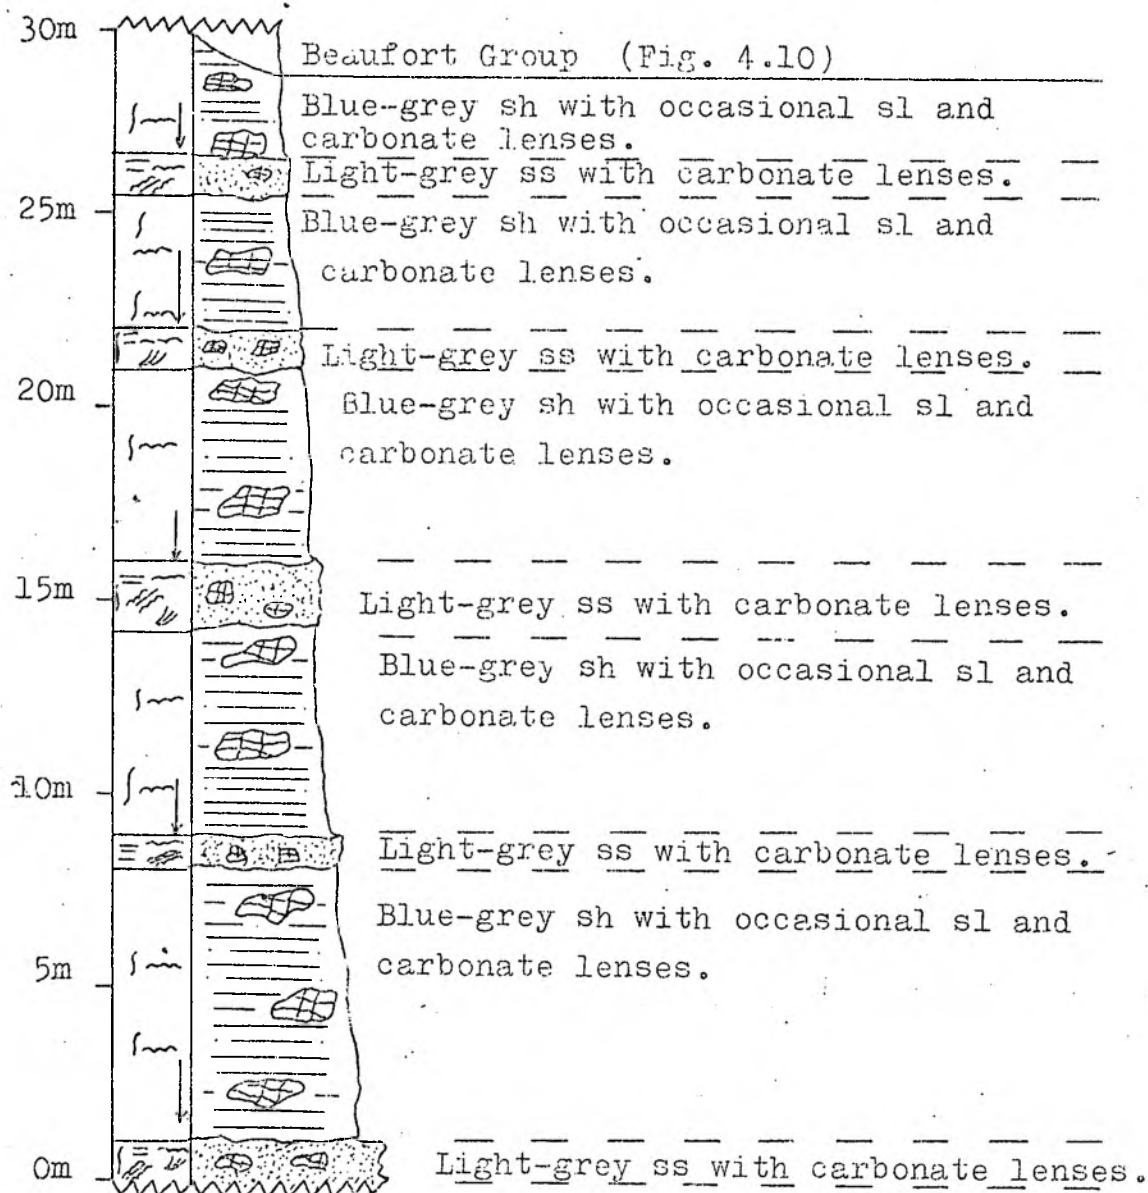 30m
Beaufort Group (Fig. 4.10)
Blue-grey sh with occasional sl and
carbonate lenses.
Light-grey ss with carbonate lenses.
25m
Blue-grey sh with occasional sl and
carbonate lenses.
Light-grey ss with carbonate lenses.
20m
Blue-grey sh with occasional sl and
carbonate lenses.
15m
Light-grey ss with carbonate lenses.
Blue-grey sh with occasional sl and
carbonate lenses.
10m
Light-grey ss with carbonate lenses.
Blue-grey sh with occasional sl and
5m
carbonate lenses.
0m
Light-grey ss with carbonate lenses.